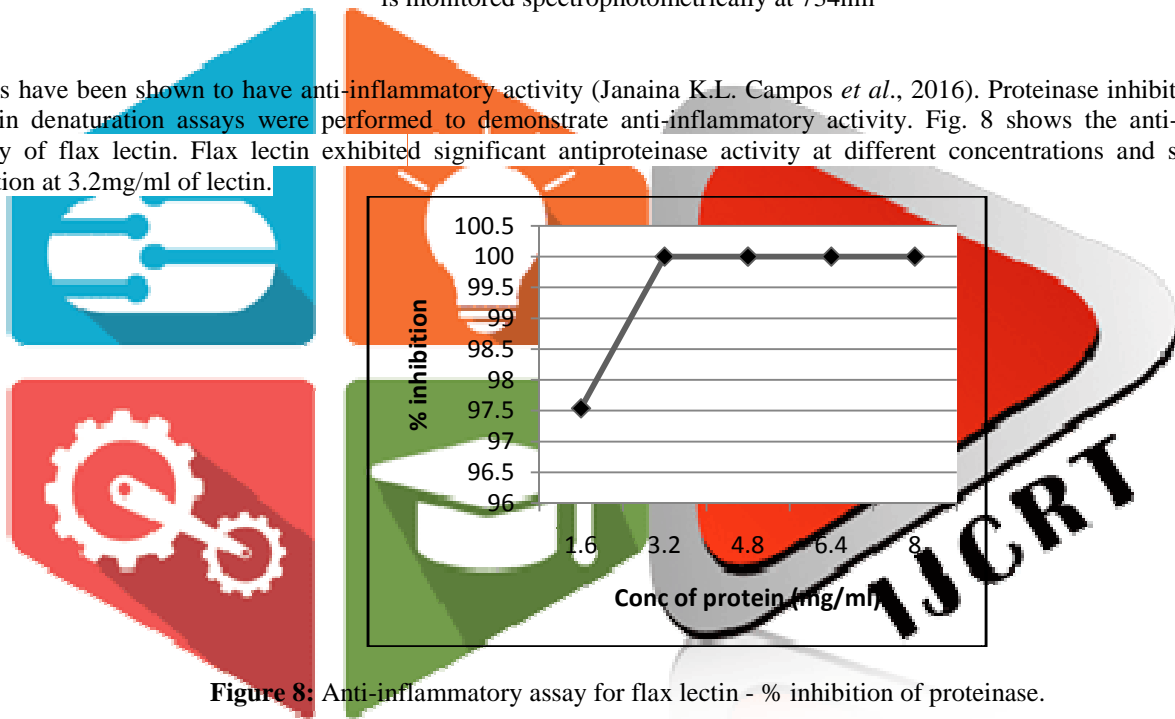 is monitored spectrophotometrically at 734nm
s have been shown to have anti-inflammatory activity (Janaina K.L. Campos et al., 2016). Proteinase inhibit
in denaturation assays were performed to demonstrate anti-inflammatory activity. Fig. 8 shows the anti-
y of flax lectin. Flax lectin exhibited significant antiproteinase activity at different concentrations and s
tion at 3.2mg/ml of lectin.
100.5
100
99.5
99
98.5
98
97.5
97
96.5
96
% inhibition
1.6 3.2 4.8 6.4 8
Conc of protein (mg/ml)
IJCRT
Figure 8: Anti-inflammatory assay for flax lectin - % inhibition of proteinase.